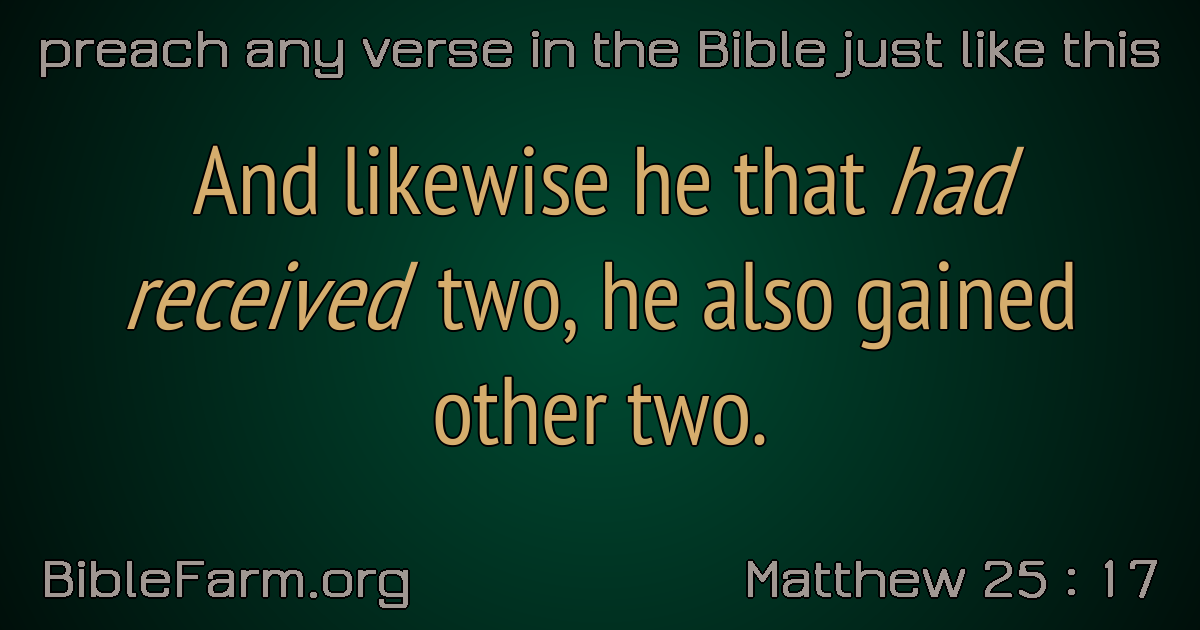 preach any verse in the Bible just like this
And likewise he that had
received two, he also gained
other two.
BibleFarm.org
Matthew 25 : 17